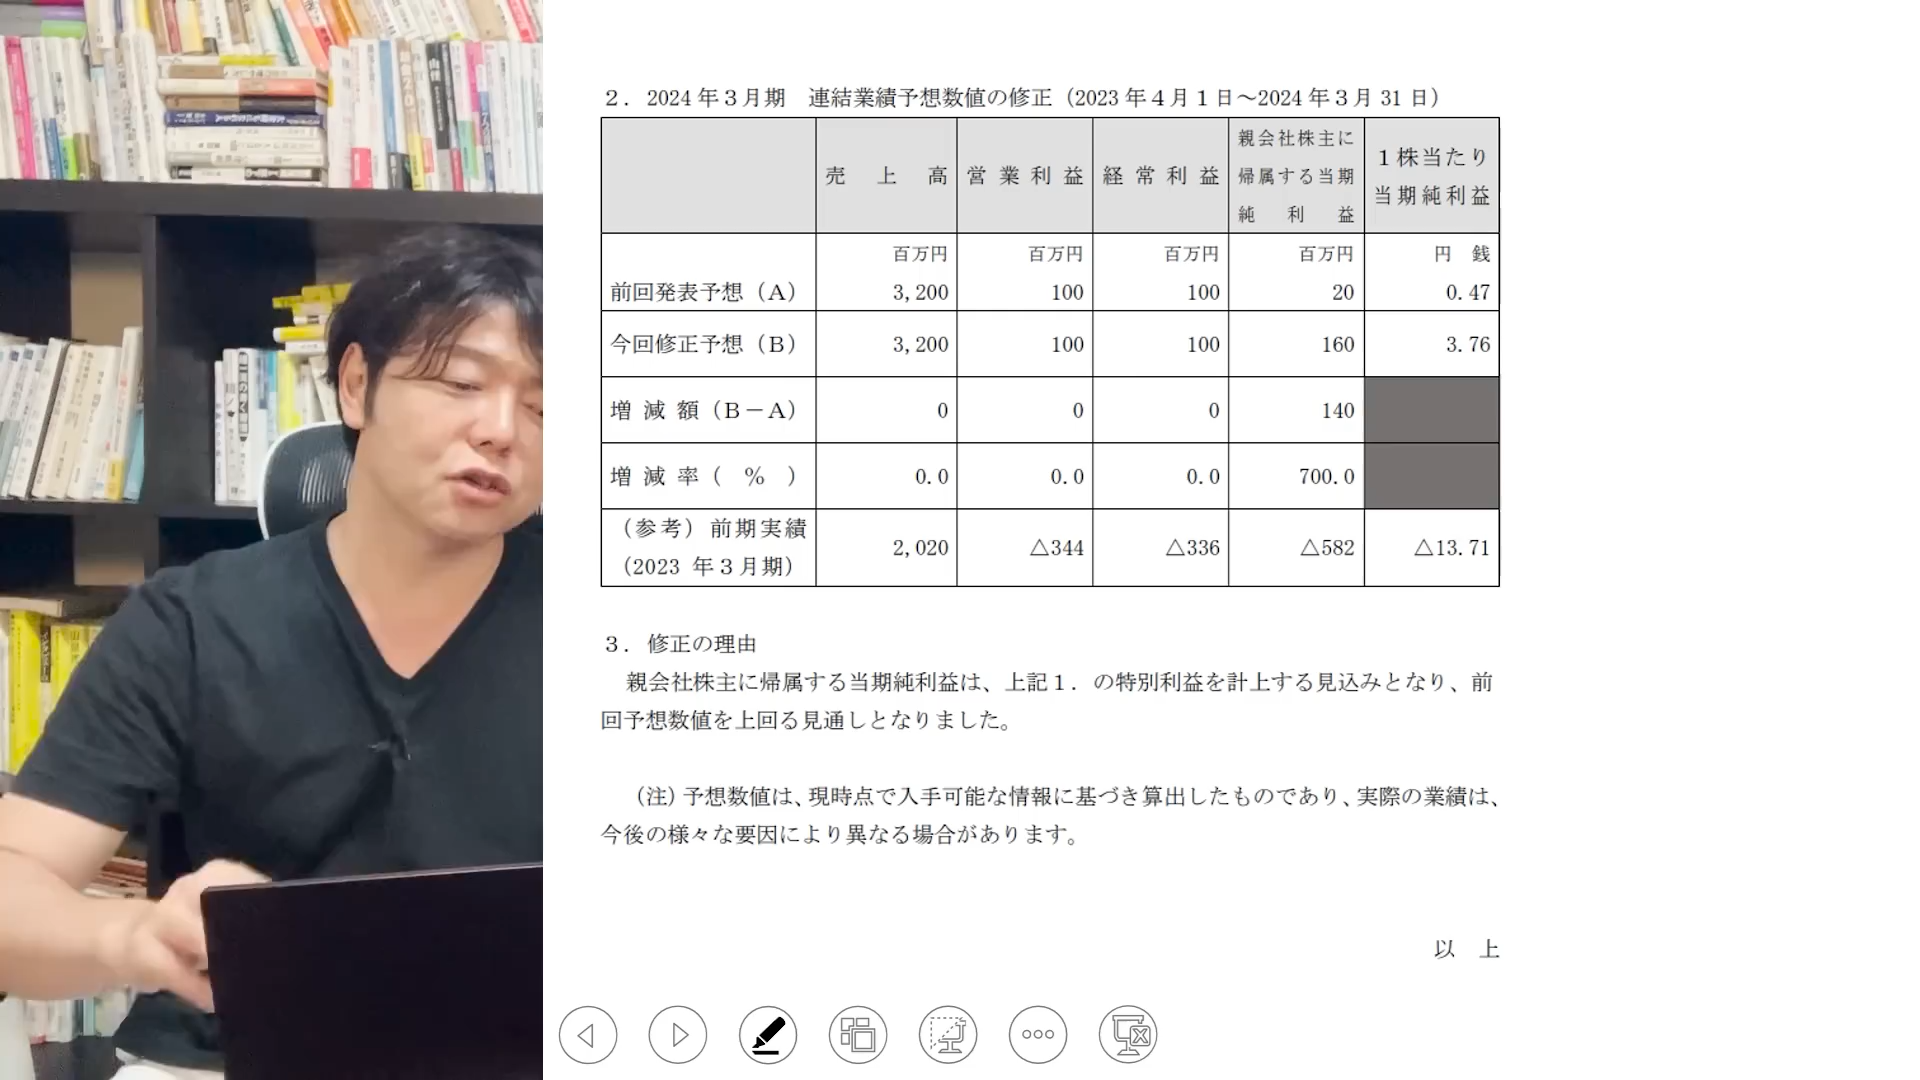 ２．2024年３月期　連結業績予想数値の修正（2023年４月１日～2024年３月31日）
売上高　営業利益　経常利益　親会社株主に帰属する当期純利益　１株当たり当期純利益
百万円　百万円　百万円　百万円　円　銭
前回発表予想（Ａ）　3,200　100　100　20　0.47
今回修正予想（Ｂ）　3,200　100　100　160　3.76
増減額（Ｂ－Ａ）　0　0　0　140
増減率（　％　）　0.0　0.0　0.0　700.0
（参考）前期実績
（2023 年３月期）　2,020　△344　△336　△582　△13.71
３．修正の理由
親会社株主に帰属する当期純利益は、上記１．の特別利益を計上する見込みとなり、前
回予想数値を上回る見通しとなりました。
（注）予想数値は、現時点で入手可能な情報に基づき算出したものであり、実際の業績は、
今後の様々な要因により異なる場合があります。
以　上